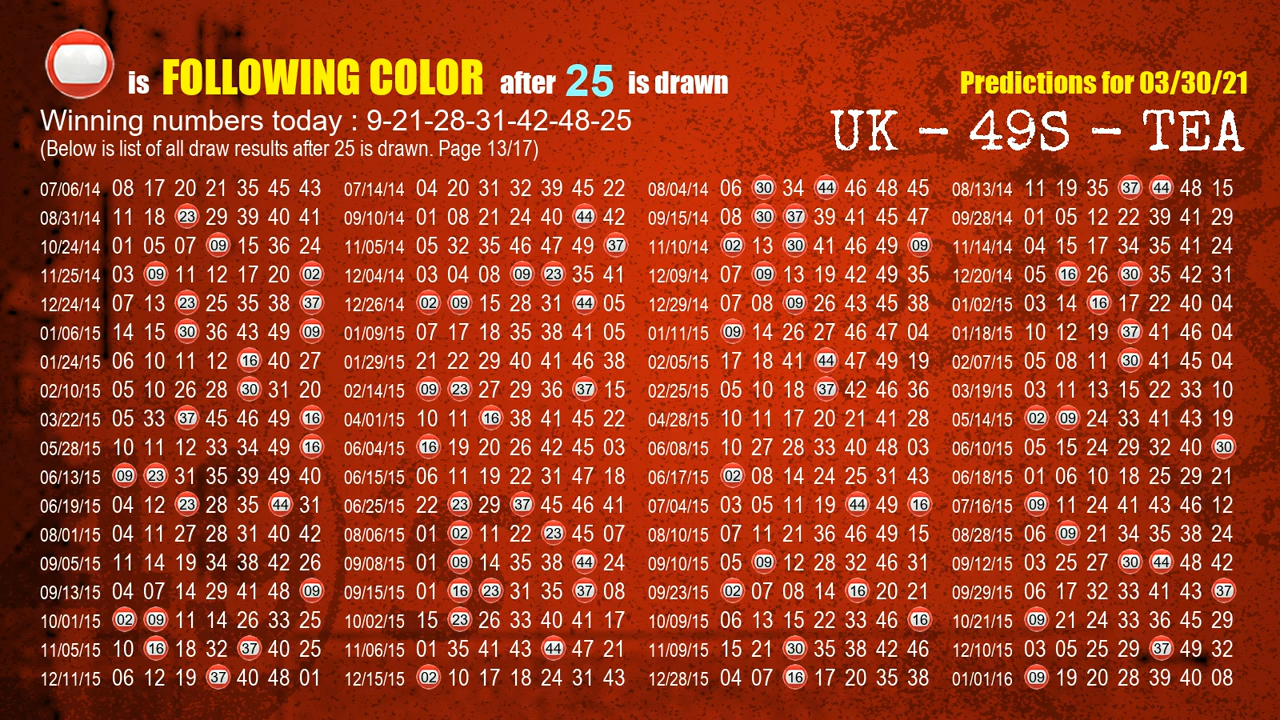 is FOLLOWING COLOR after 25 is drawn
Predictions for 03/30/21
Winning numbers today : 9-21-28-31-42-48-25
UK - 49S - TEA
(Below is list of all draw results after 25 is drawn. Page 13/17)
07/06/14 08 17 20 21 35 45 43 07/14/14 04 20 31 32 39 45 22 08/04/14 06 30 34 44 46 48 45 08/13/14 11 19 35 37 44 48 15
08/31/14 11 18 23 29 39 40 41 09/10/14 01 08 21 24 40 44 42 09/15/14 08 30 37 39 41 45 47 09/28/14 01 05 12 22 39 41 29
10/24/14 01 05 07 09 15 36 24 11/05/14 05 32 35 46 47 49 37 11/10/14 02 13 30 41 46 49 09 11/14/14 04 15 17 34 35 41 24
11/25/14 03 09 11 12 17 20 02 12/04/14 03 04 08 09 23 35 41 12/09/14 07 09 13 19 42 49 35 12/20/14 05 16 26 30 35 42 31
12/24/14 07 13 23 25 35 38 37 12/26/14 02 09 15 28 31 44 05 12/29/14 07 08 09 26 43 45 38 01/02/15 03 14 16 17 22 40 04
01/06/15 14 15 30 36 43 49 09 01/09/15 07 17 18 35 38 41 05 01/11/15 09 14 26 27 46 47 04 01/18/15 10 12 19 37 41 46 04
01/24/15 06 10 11 12 16 40 27 01/29/15 21 22 29 40 41 46 38 02/05/15 17 18 41 44 47 49 19 02/07/15 05 08 11 30 41 45 04
02/10/15 05 10 26 28 30 31 20 02/14/15 09 23 27 29 36 37 15 02/25/15 05 10 18 37 42 46 36 03/19/15 03 11 13 15 22 33 10
03/22/15 05 33 37 45 46 49 16 04/01/15 10 11 16 38 41 45 22 04/28/15 10 11 17 20 21 41 28 05/14/15 02 09 24 33 41 43 19
05/28/15 10 11 12 33 34 49 16 06/04/15 16 19 20 26 42 45 03 06/08/15 10 27 28 33 40 48 03 06/10/15 05 15 24 29 32 40 30
06/13/15 09 23 31 35 39 49 40 06/15/15 06 11 19 22 31 47 18 06/17/15 02 08 14 24 25 31 43 06/18/15 01 06 10 18 25 29 21
06/19/15 04 12 23 28 35 44 31 06/25/15 22 23 29 37 45 46 41 07/04/15 03 05 11 19 44 49 16 07/16/15 09 11 24 41 43 46 12
08/01/15 04 11 27 28 31 40 42 08/06/15 01 02 11 22 23 45 07 08/10/15 07 11 21 36 46 49 15 08/28/15 06 09 21 34 35 38 24
09/05/15 11 14 19 34 38 42 26 09/08/15 01 09 14 35 38 44 24 09/10/15 05 09 12 28 32 46 31 09/12/15 03 25 27 30 44 48 42
09/13/15 04 07 14 29 41 48 09 09/15/15 01 16 23 31 35 37 08 09/23/15 02 07 08 14 16 20 21 09/29/15 06 17 32 33 41 43 37
10/01/15 02 09 11 14 26 33 25 10/02/15 15 23 26 33 40 41 17 10/09/15 06 13 15 22 33 46 16 10/21/15 09 21 24 33 36 45 29
11/05/15 10 16 18 32 37 40 25 11/06/15 01 35 41 43 44 47 21 11/09/15 15 21 30 35 38 42 46 12/10/15 03 05 28 29 37 49 32
12/11/15 06 12 19 37 40 48 01 12/15/15 02 10 17 18 24 31 43 12/28/15 04 07 16 17 20 35 38 01/01/16 09 19 20 28 39 40 08